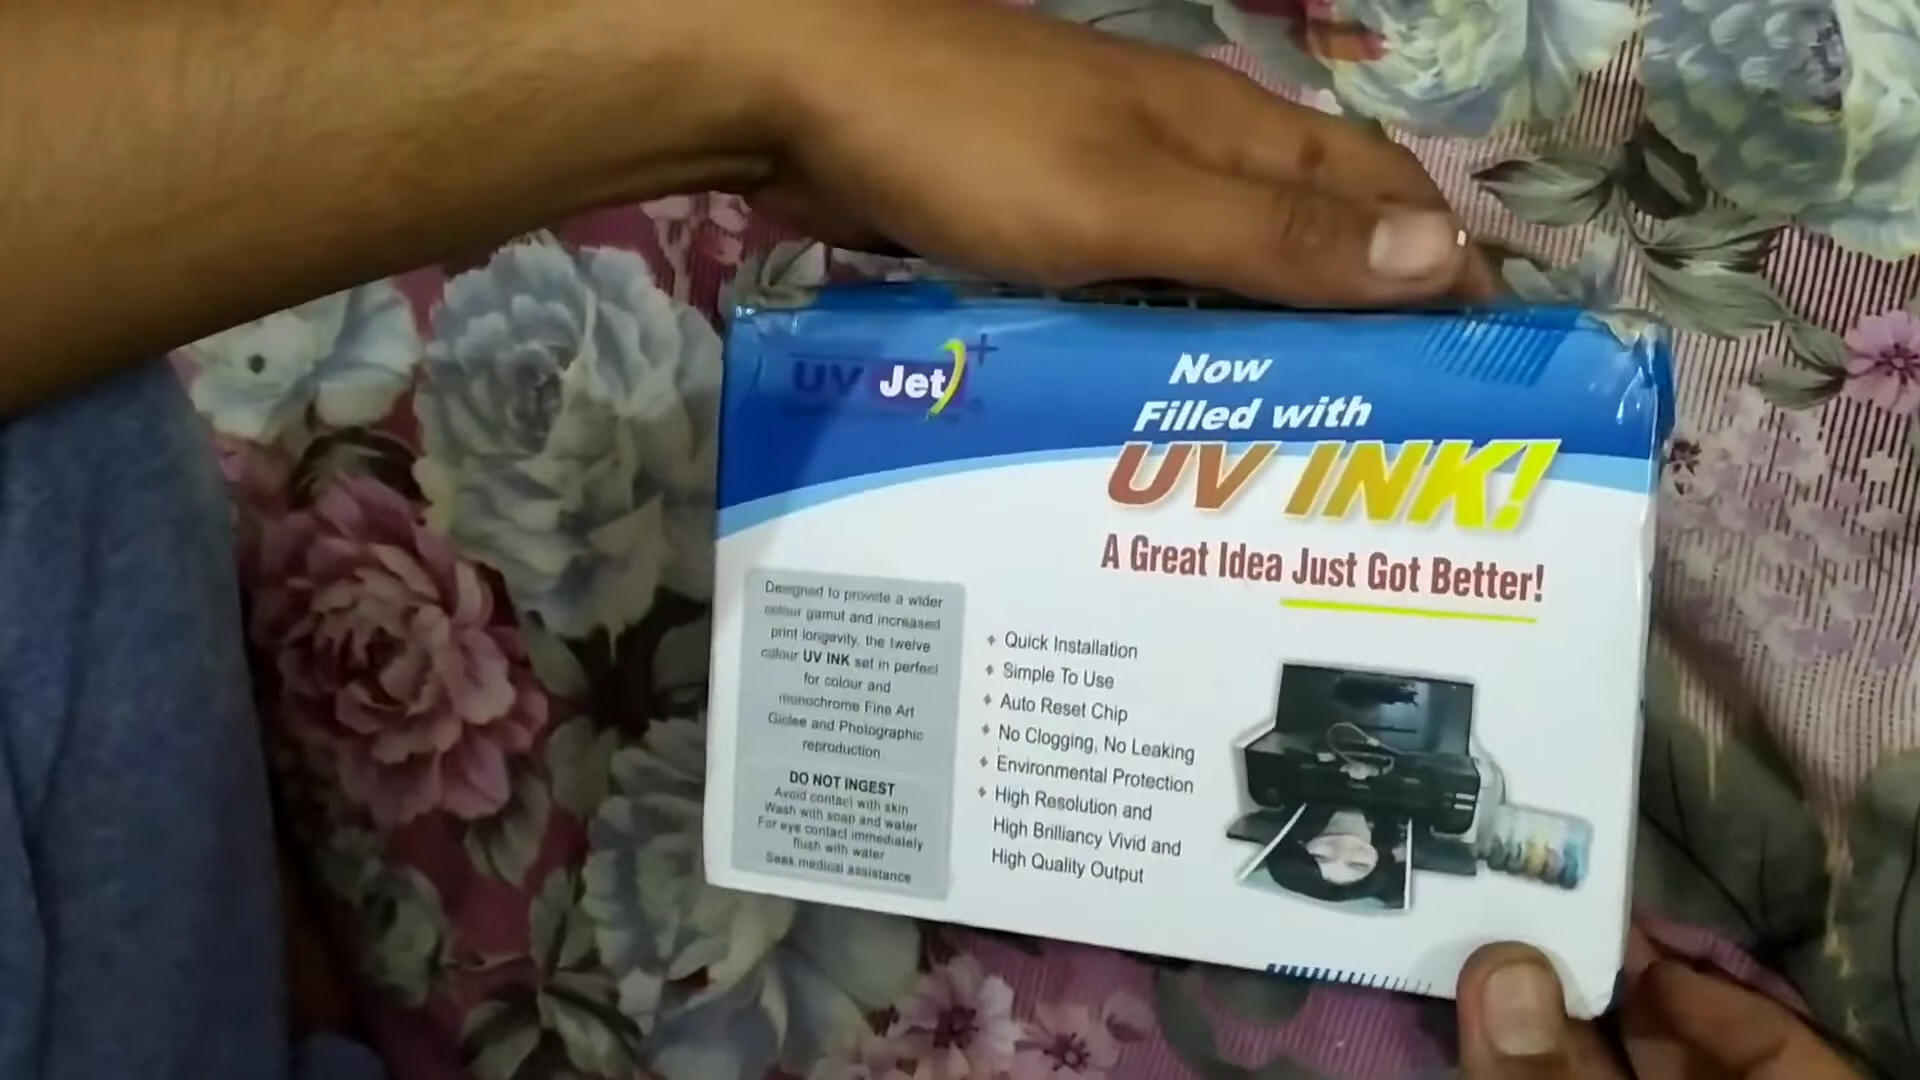 UV Jet+
Now
Filled with
UV INK!
A Great Idea Just Got Better!
Designed to provide a wider
colour gamut and increased
print longevity, the twelve
colour UV INK set in perfect
for colour and
monochrome Fine Art
Giclee and Photographic
reproduction
DO NOT INGEST
Avoid contact with skin
Wash with soap and water
For eye contact immediately
flush with water
Seek medical assistance
Quick Installation
Simple To Use
Auto Reset Chip
No Clogging, No Leaking
Environmental Protection
High Resolution and
High Brilliancy Vivid and
High Quality Output